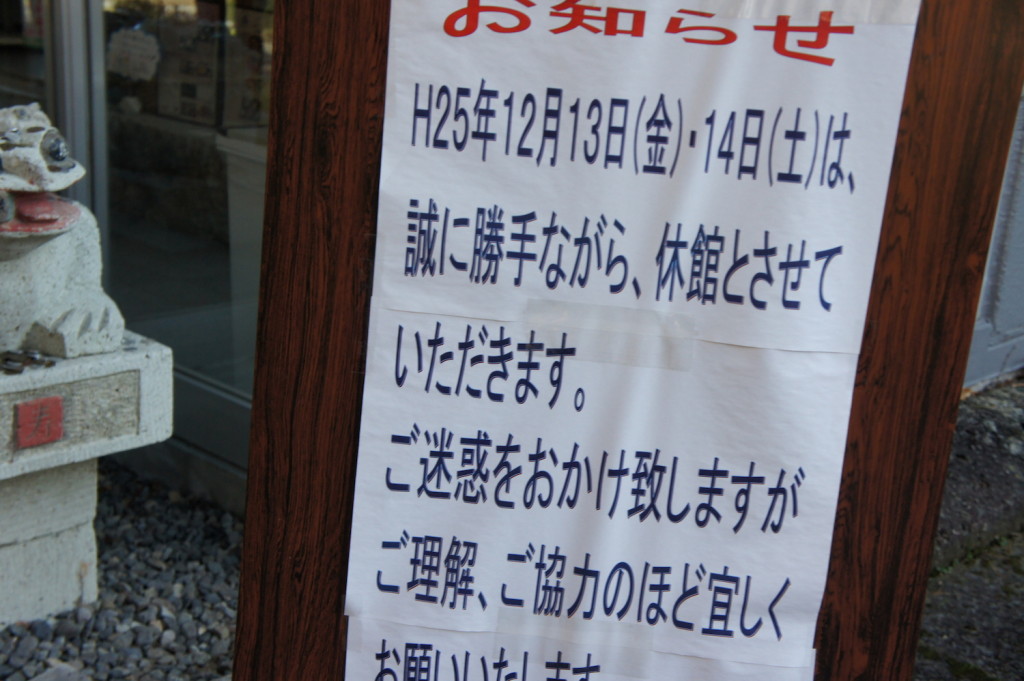 お知らせ
H25年12月13日(金)・14日(土)は、
誠に勝手ながら、休館とさせて
いただきます。
ご迷惑をおかけ致しますが
ご理解、ご協力のほど宜しく
お願いいたします
寿